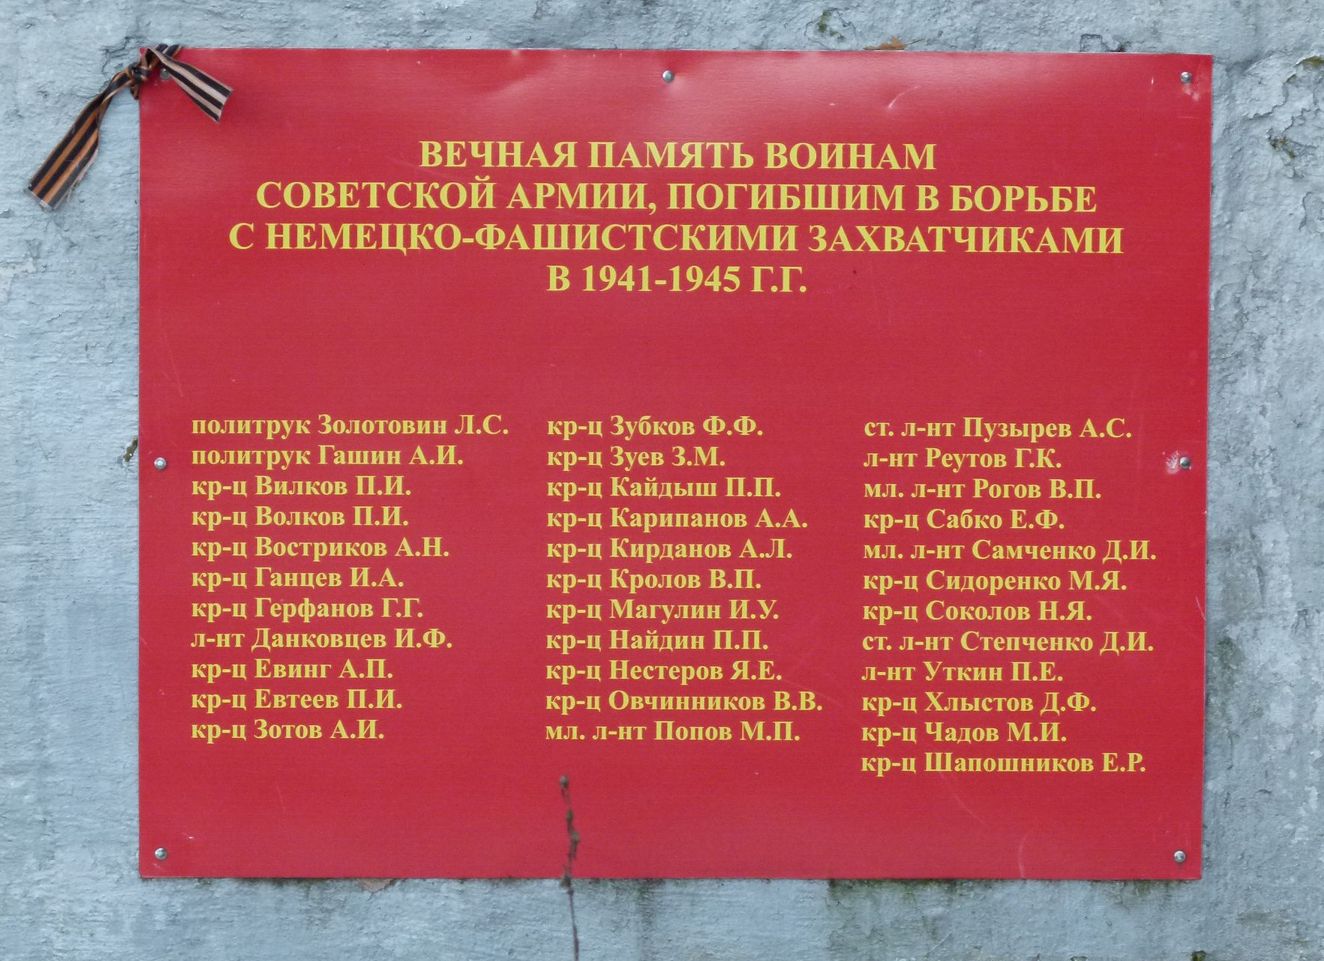 ВЕЧНАЯ ПАМЯТЬ ВОИНАМ
СОВЕТСКОЙ АРМИИ, ПОГИБШИМ В БОРЬБЕ
С НЕМЕЦКО-ФАШИСТСКИМИ ЗАХВАТЧИКАМИ
В 1941-1945 Г.Г.
политрук Золотовин Л.С.
политрук Гашин А.И.
кр-ц Вилков П.И.
кр-ц Волков П.И.
кр-ц Востриков А.Н.
кр-ц Ганцев И.А.
кр-ц Герфанов Г.Г.
л-нт Данковцев И.Ф.
кр-ц Евинг А.П.
кр-ц Евтеев П.И.
кр-ц Зотов А.И.
кр-ц Зубков Ф.Ф.
кр-ц Зуев З.М.
кр-ц Кайдыш П.П.
кр-ц Карипанов А.А.
кр-ц Кирданов А.Л.
кр-ц Кролов В.П.
кр-ц Магулин И.У.
кр-ц Найдин П.П.
кр-ц Нестеров Я.Е.
кр-ц Овчинников В.В.
мл. л-нт Попов М.П.
ст. л-нт Пузырев А.С.
л-нт Реутов Г.К.
мл. л-нт Рогов В.П.
кр-ц Сабко Е.Ф.
мл. л-нт Самченко Д.И.
кр-ц Сидоренко М.Я.
кр-ц Соколов Н.Я.
ст. л-нт Степченко Д.И.
л-нт Уткин П.Е.
кр-ц Хлыстов Д.Ф.
кр-ц Чадов М.И.
кр-ц Шапошников Е.Р.